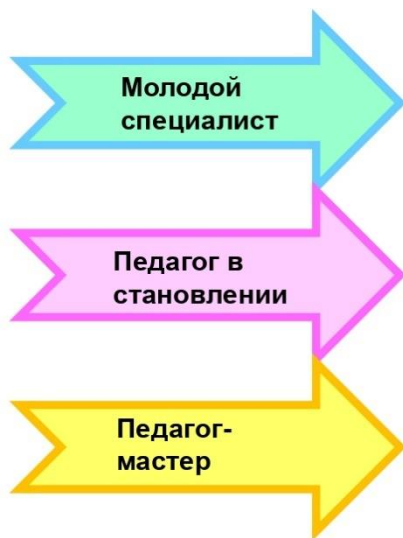 Молодой
специалист
Педагог в
становлении
Педагог-
мастер